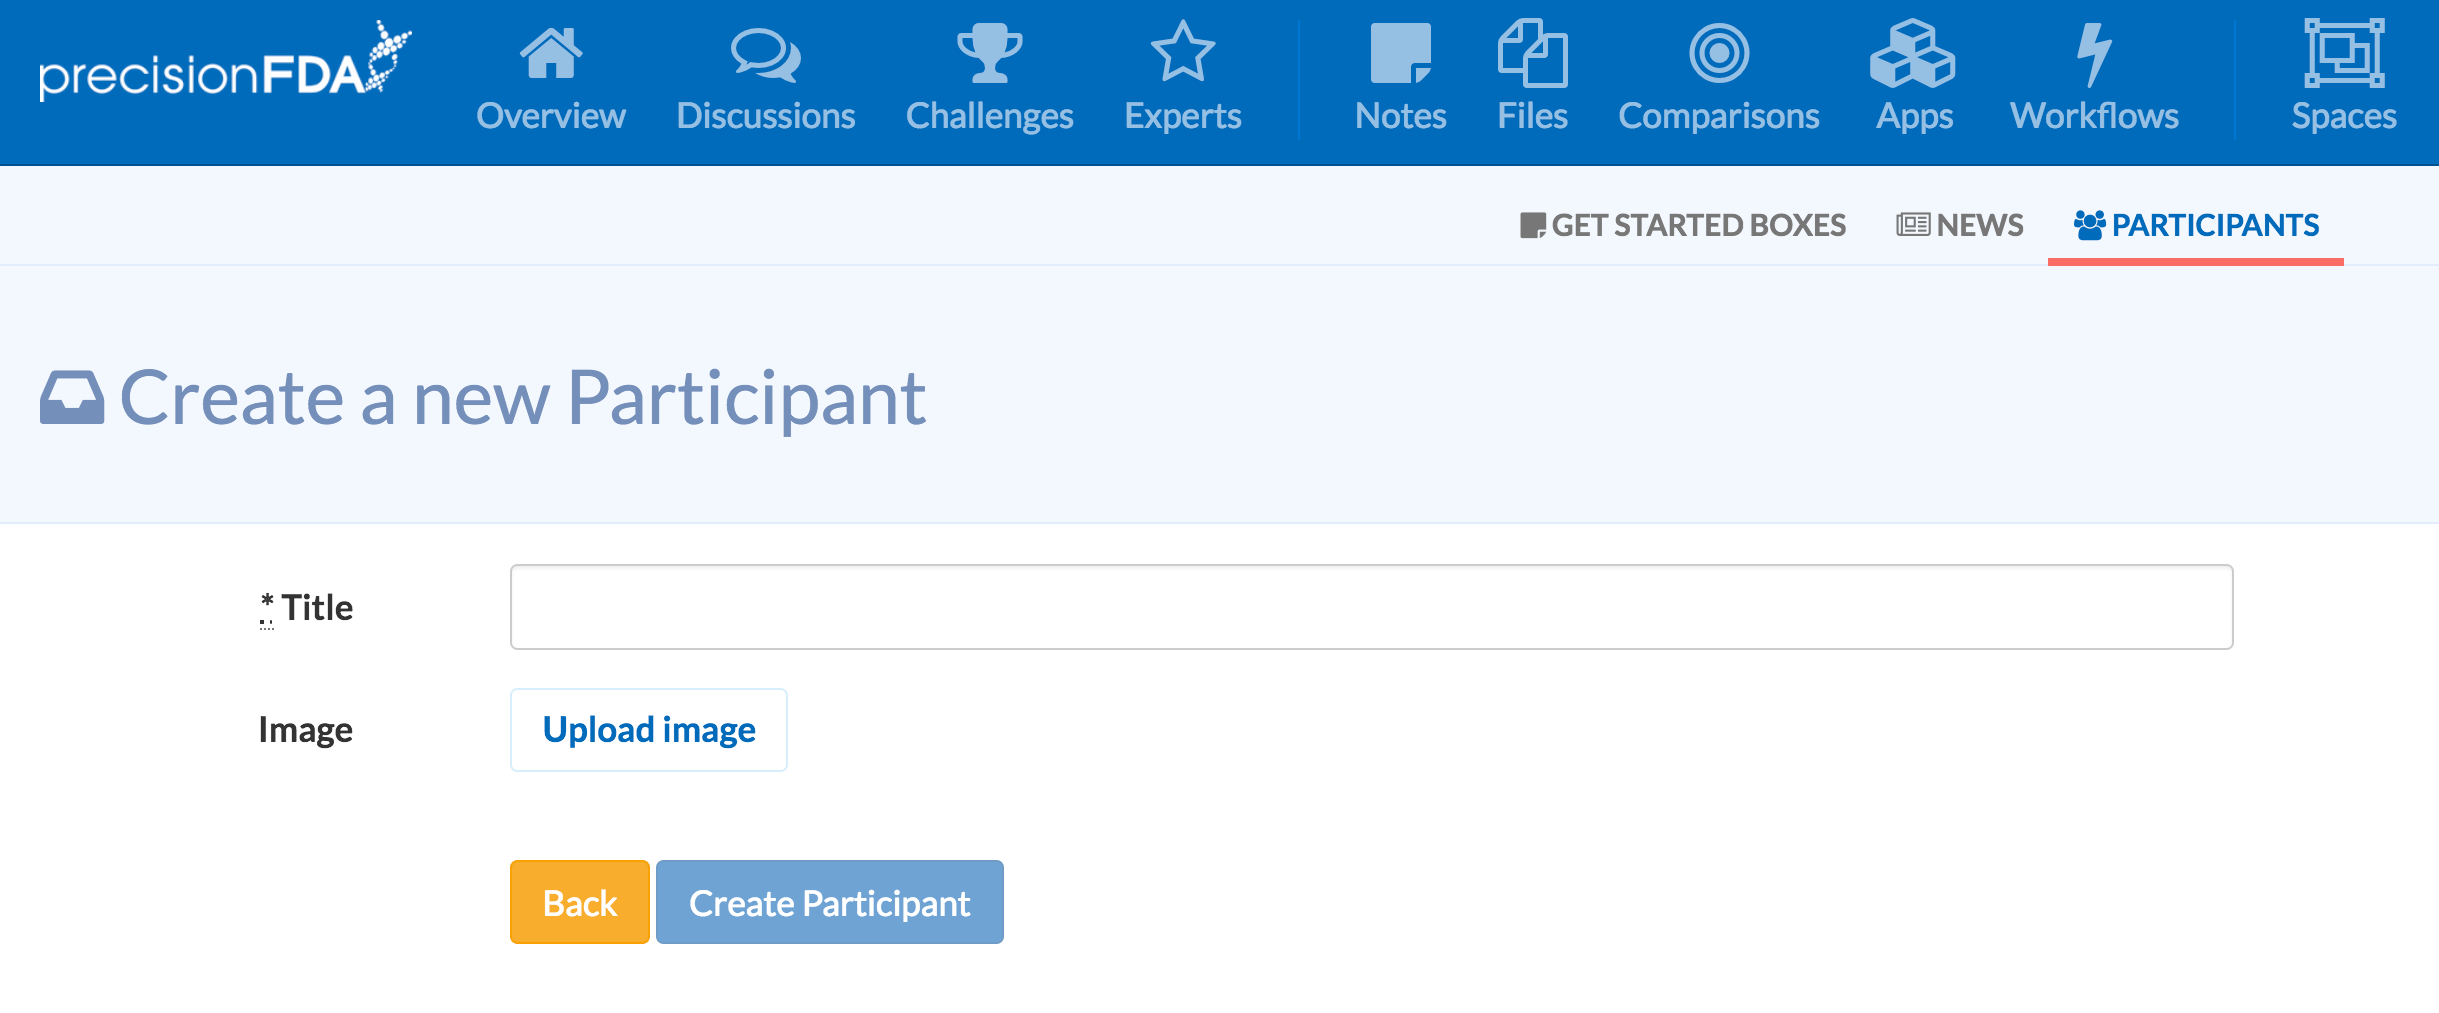 precisionFDA
Overview Discussions Challenges Experts Notes Files Comparisons Apps Workflows Spaces
GET STARTED BOXES NEWS PARTICIPANTS
Create a new Participant
* Title
Image Upload image
Back Create Participant